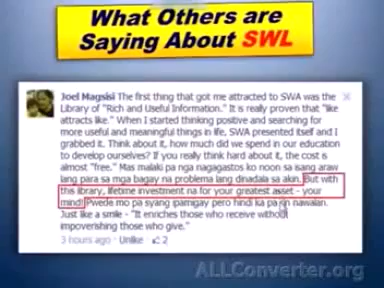 What Others are
Saying About SWL
Joel Magsisi The first thing that got me attracted to SWA was the
Library of "Rich and Useful Information." It is really proven that "like
attracts like." When I started thinking positive and searching for
more useful and meaningful things in life, SWA presented itself and I
grabbed it. Think about it, how much did we spend in our education
to develop ourselves? If you really think hard about it, the cost is
almost "free." Mas malaki pa nga nagagastos ko noon sa isang araw
lang para sa mga bagay na problema lang dinadala sa akin. But with
this library, lifetime investment na for your greatest asset - your
mind! Pwede mo pa syang ipamigay pero hindi ka pa rin nawalan.
Just like a smile - "It enriches those who receive without
impoverishing those who give."
3 hours ago · Unlike · 2
ALLConverter.org